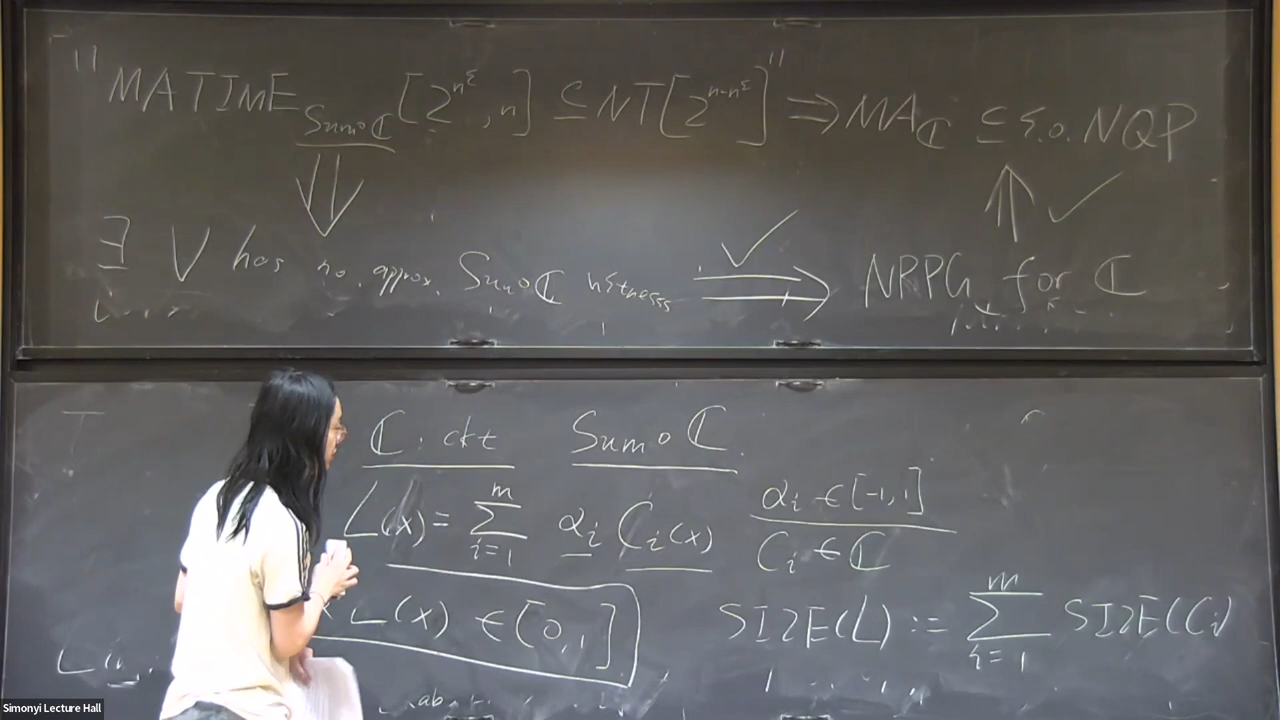 "MATIME_{Sum∘ℂ} [2^{n^ε}, n] ⊆ NT[2^{n-n^ε}]" ⇒ MA_ℂ ⊆ i.o. NQP
⇓ ⇑ ✓
∃ V has no approx. Sum∘ℂ witness ✓ ⇒ NRPG for ℂ
ℂ: ckt Sum∘ℂ
L(x) = Σ_{i=1}^{m} α_i C_i(x) α_i ∈ [-1,1]
C_i ∈ ℂ
L(x) ∈ [0,1] SIZE(L) := Σ_{i=1}^{m} SIZE(C_i)
Simonyi Lecture Hall